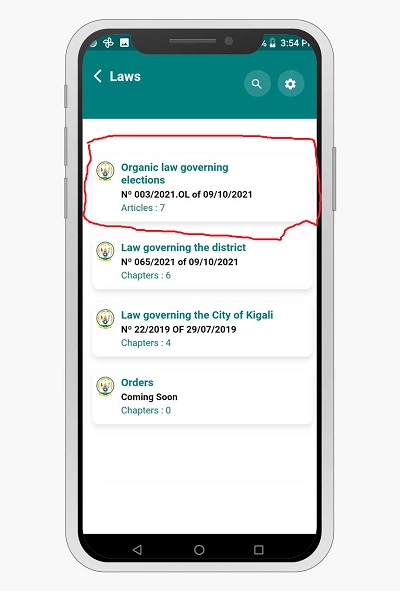 3:54 P
Laws
Organic law governing
elections
Nº 003/2021.OL of 09/10/2021
Articles : 7
Law governing the district
Nº 065/2021 of 09/10/2021
Chapters : 6
Law governing the City of Kigali
Nº 22/2019 OF 29/07/2019
Chapters : 4
Orders
Coming Soon
Chapters : 0